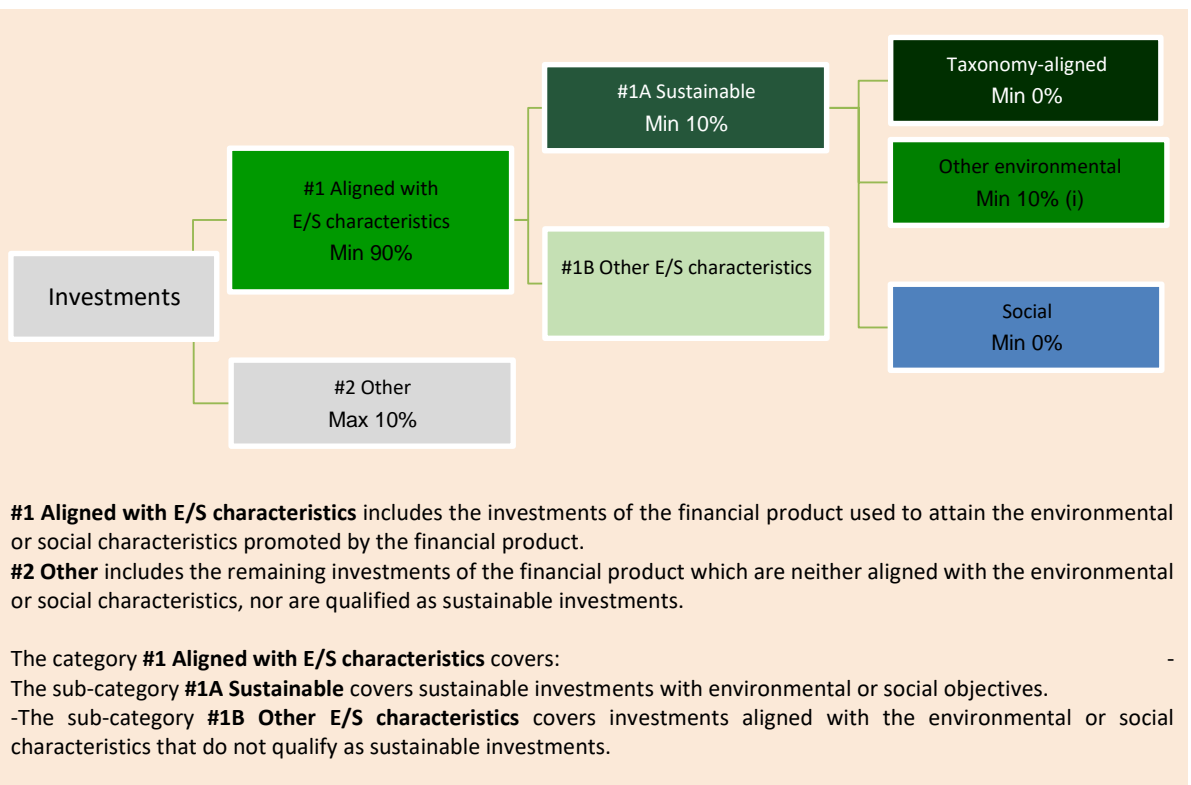 Taxonomy-aligned
Min 0%
#1A Sustainable
Min 10%
Other environmental
Min 10% (i)
#1 Aligned with
E/S characteristics
Min 90%
#1B Other E/S characteristics
Investments
Social
Min 0%
#2 Other
Max 10%
#1 Aligned with E/S characteristics includes the investments of the financial product used to attain the environmental
or social characteristics promoted by the financial product.
#2 Other includes the remaining investments of the financial product which are neither aligned with the environmental
or social characteristics, nor are qualified as sustainable investments.
The category #1 Aligned with E/S characteristics covers: -
The sub-category #1A Sustainable covers sustainable investments with environmental or social objectives.
-The sub-category #1B Other E/S characteristics covers investments aligned with the environmental or social
characteristics that do not qualify as sustainable investments.